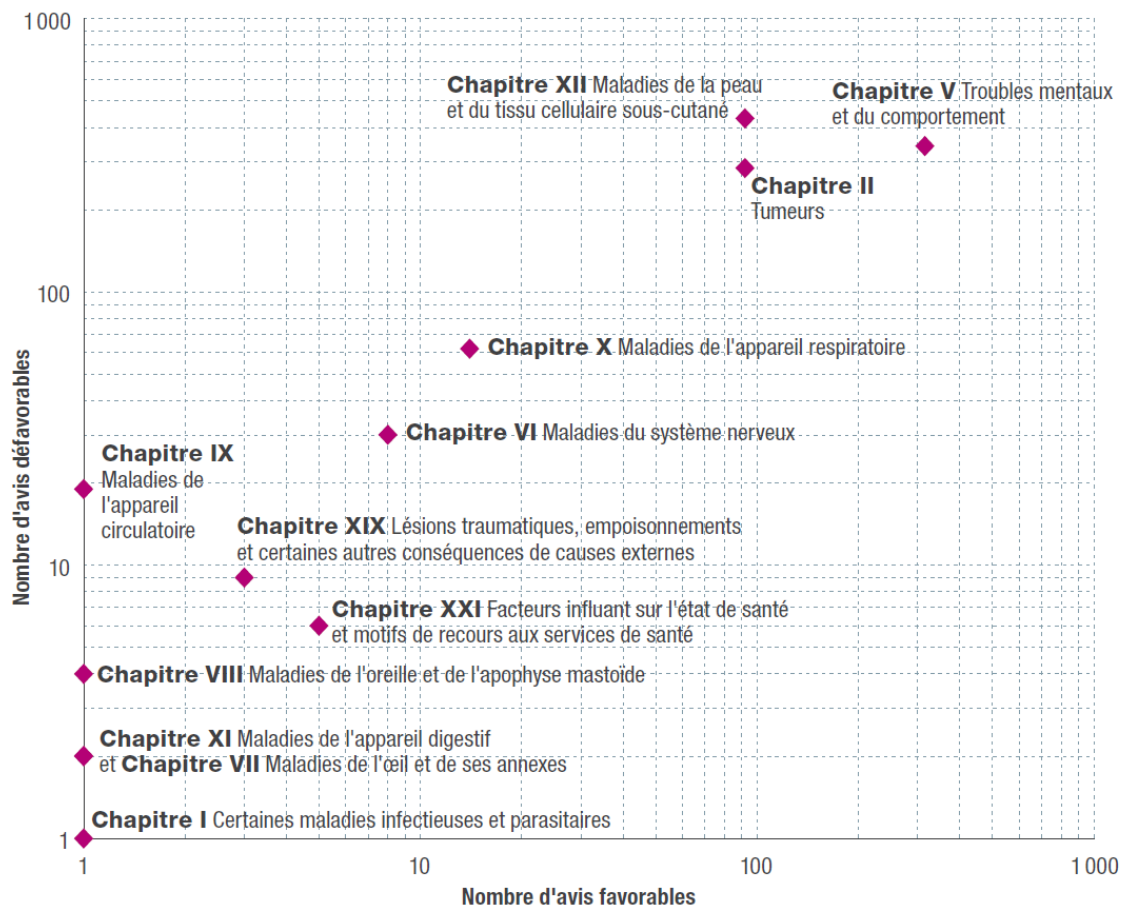 1 000
Chapitre XII Maladies de la peau
et du tissu cellulaire sous-cutané
Chapitre V Troubles mentaux
et du comportement
Chapitre II
Tumeurs
100
Chapitre X Maladies de l'appareil respiratoire
Chapitre VI Maladies du système nerveux
Chapitre IX
Maladies de
l'appareil
circulatoire
Chapitre XIX Lésions traumatiques, empoisonnements
et certaines autres conséquences de causes externes
10
Chapitre XXI Facteurs influant sur l'état de santé
et motifs de recours aux services de santé
Chapitre VIII Maladies de l'oreille et de l'apophyse mastoïde
Chapitre XI Maladies de l'appareil digestif
et Chapitre VII Maladies de l'œil et de ses annexes
Chapitre I Certaines maladies infectieuses et parasitaires
1
Nombre d'avis défavorables
1 10 100 1 000
Nombre d'avis favorables